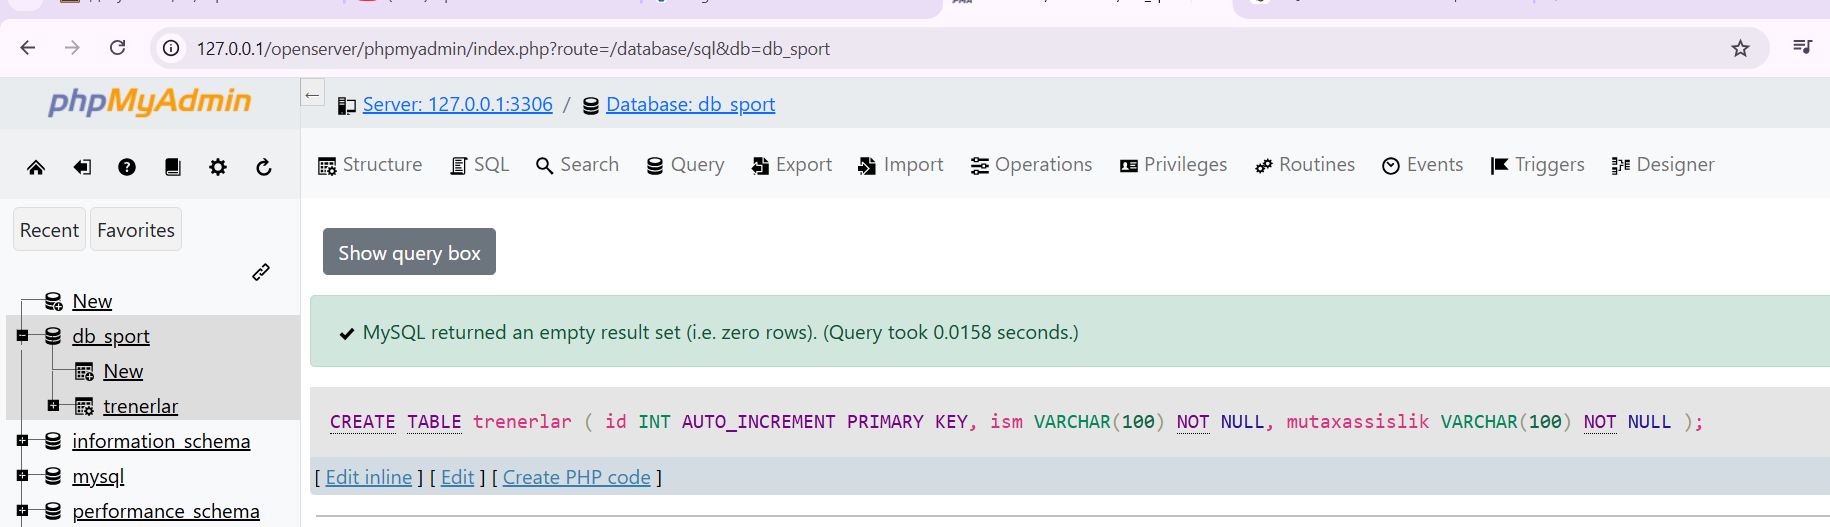 127.0.0.1/openserver/phpmyadmin/index.php?route=/database/sql&db=db_sport
phpMyAdmin
Server: 127.0.0.1:3306 / Database: db_sport
Structure SQL Search Query Export Import Operations Privileges Routines Events Triggers Designer
Recent Favorites
Show query box
New
MySQL returned an empty result set (i.e. zero rows). (Query took 0.0158 seconds.)
db_sport
New
trenerlar
CREATE TABLE trenerlar ( id INT AUTO_INCREMENT PRIMARY KEY, ism VARCHAR(100) NOT NULL, mutaxassislik VARCHAR(100) NOT NULL );
information_schema
mysql
[ Edit inline ] [ Edit ] [ Create PHP code ]
performance_schema